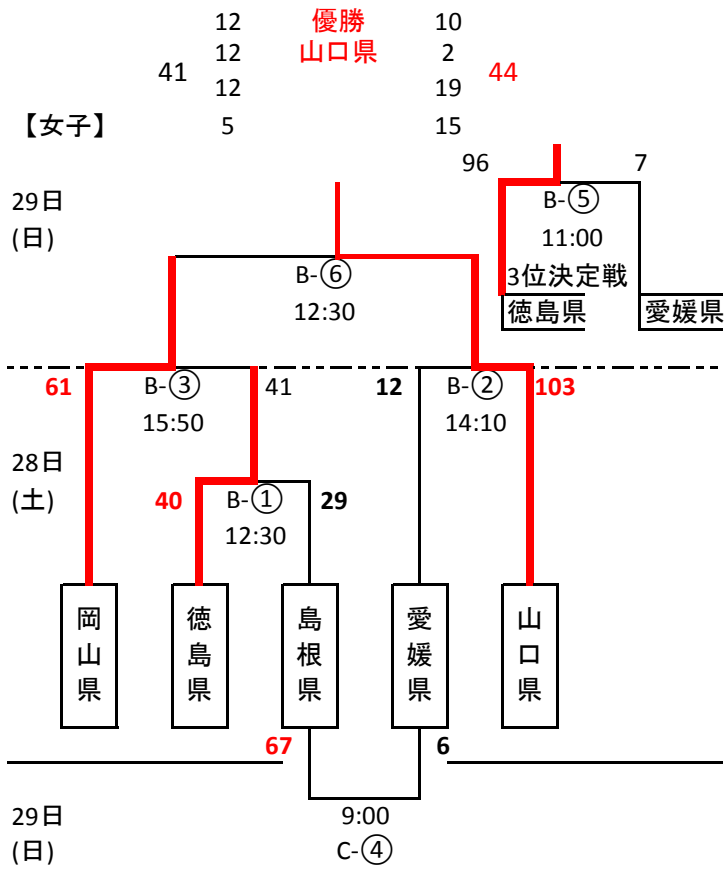 12 優勝 10
12 山口県 2
41 44
12 19
【女子】 5 15
96 7
29日
(日)
B-⑤
11:00
3位決定戦
徳島県 愛媛県
B-⑥
12:30
61 B-③ 41 12 B-② 103
15:50 14:10
28日
(土)
40 B-① 29
12:30
岡山県 徳島県 島根県 愛媛県 山口県
67 6
29日
(日)
9:00
C-④